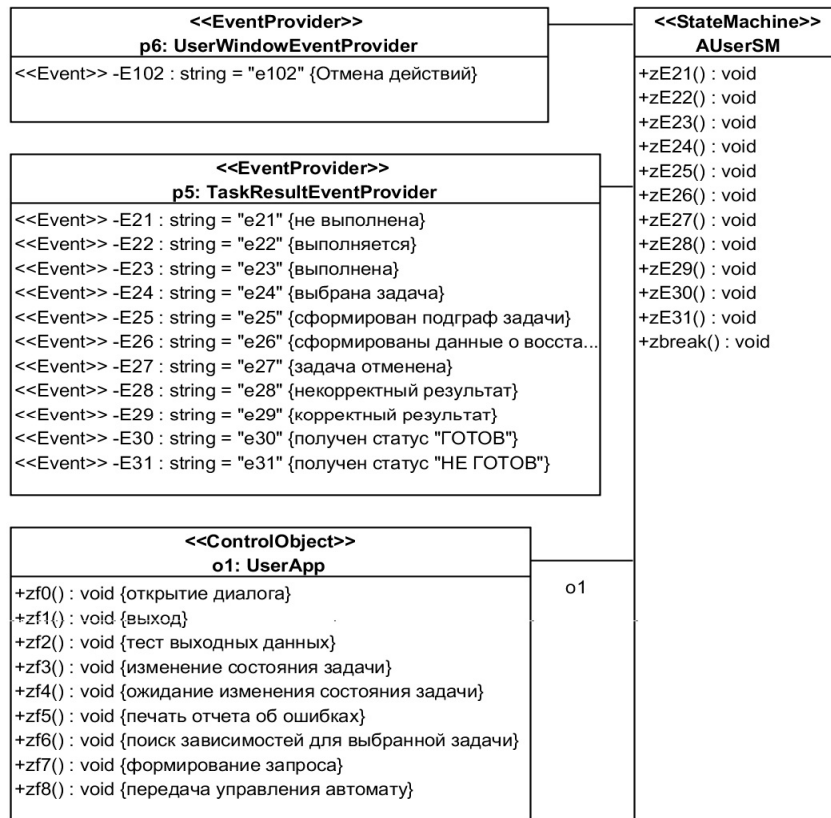 <<EventProvider>>
p6: UserWindowEventProvider
<<Event>> -E102 : string = "e102" {Отмена действий}
<<EventProvider>>
p5: TaskResultEventProvider
<<Event>> -E21 : string = "e21" {не выполнена}
<<Event>> -E22 : string = "e22" {выполняется}
<<Event>> -E23 : string = "e23" {выполнена}
<<Event>> -E24 : string = "e24" {выбрана задача}
<<Event>> -E25 : string = "e25" {сформирован подграф задачи}
<<Event>> -E26 : string = "e26" {сформированы данные о восста...
<<Event>> -E27 : string = "e27" {задача отменена}
<<Event>> -E28 : string = "e28" {некорректный результат}
<<Event>> -E29 : string = "e29" {корректный результат}
<<Event>> -E30 : string = "e30" {получен статус "ГОТОВ"}
<<Event>> -E31 : string = "e31" {получен статус "НЕ ГОТОВ"}
<<ControlObject>>
o1: UserApp
+zf0() : void {открытие диалога}
+zf1() : void {выход}
+zf2() : void {тест выходных данных}
+zf3() : void {изменение состояния задачи}
+zf4() : void {ожидание изменения состояния задачи}
+zf5() : void {печать отчета об ошибках}
+zf6() : void {поиск зависимостей для выбранной задачи}
+zf7() : void {формирование запроса}
+zf8() : void {передача управления автомату}
o1
<<StateMachine>>
AUserSM
+zE21() : void
+zE22() : void
+zE23() : void
+zE24() : void
+zE25() : void
+zE26() : void
+zE27() : void
+zE28() : void
+zE29() : void
+zE30() : void
+zE31() : void
+zbreak() : void